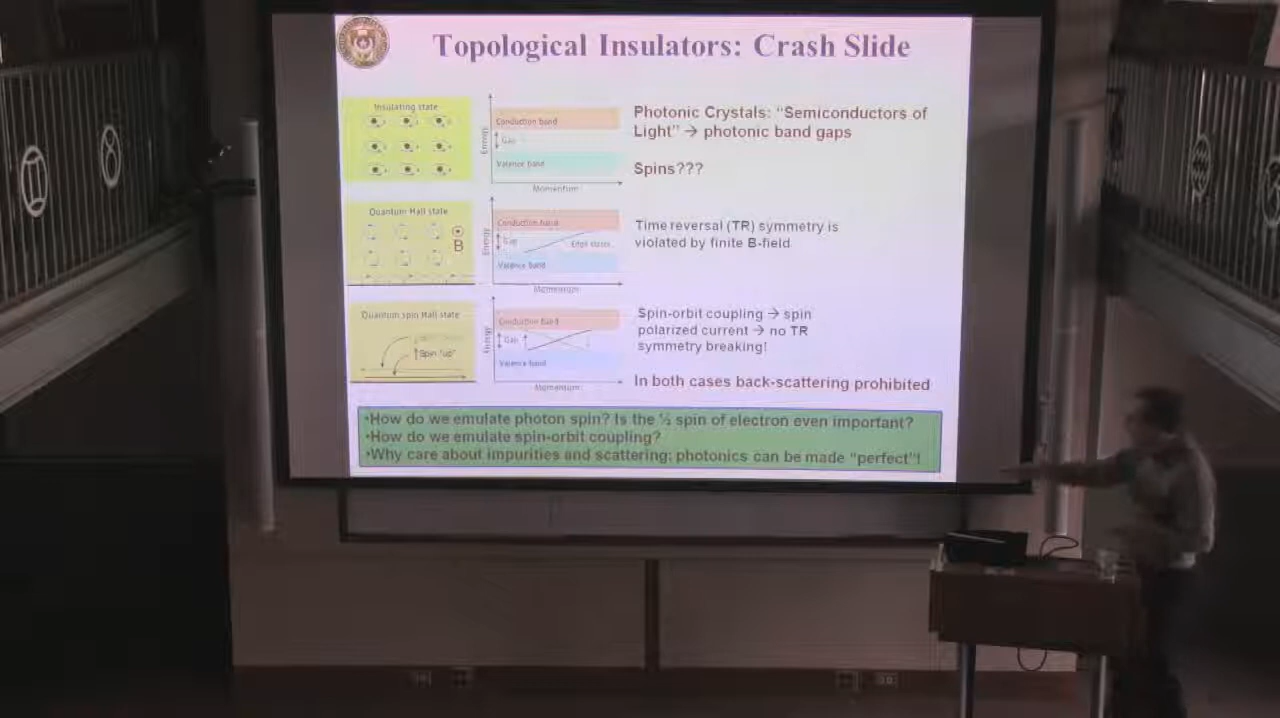 Topological Insulators: Crash Slide
Insulating state
Energy
Conduction band
Gap
Valence band
Momentum
Photonic Crystals: “Semiconductors of
Light” → photonic band gaps
Spins???
Quantum Hall state
B
Energy
Conduction band
Gap
Edge states
Valence band
Momentum
Time reversal (TR) symmetry is
violated by finite B-field
Quantum spin Hall state
Spin “up”
Energy
Conduction band
Gap
Valence band
Momentum
Spin-orbit coupling → spin
polarized current → no TR
symmetry breaking!
In both cases back-scattering prohibited
•How do we emulate photon spin? Is the ½ spin of electron even important?
•How do we emulate spin-orbit coupling?
•Why care about impurities and scattering: photonics can be made “perfect”!